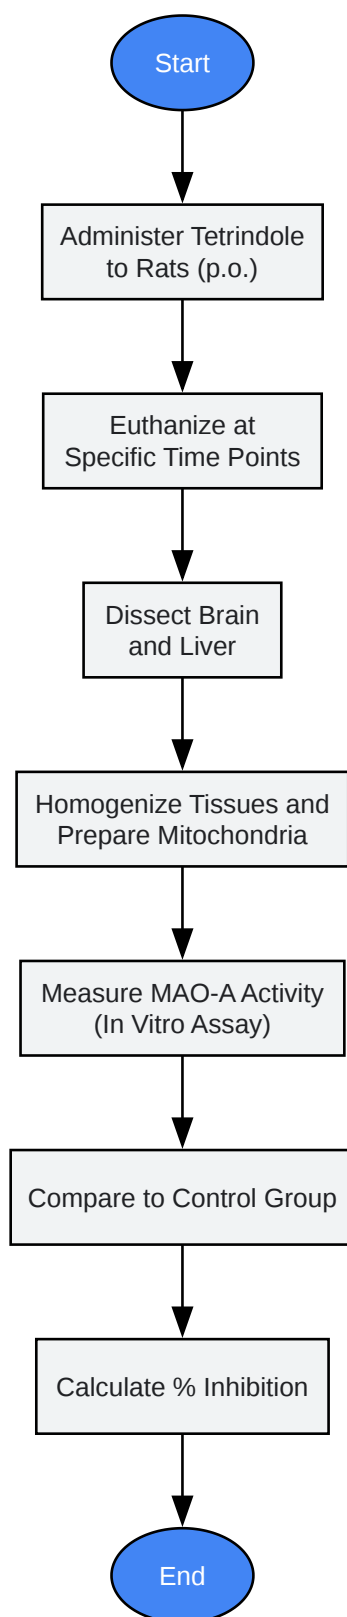 Start
Administer Tetrindole
to Rats (p.o.)
Euthanize at
Specific Time Points
Dissect Brain
and Liver
Homogenize Tissues and
Prepare Mitochondria
Measure MAO-A Activity
(In Vitro Assay)
Compare to Control Group
Calculate % Inhibition
End